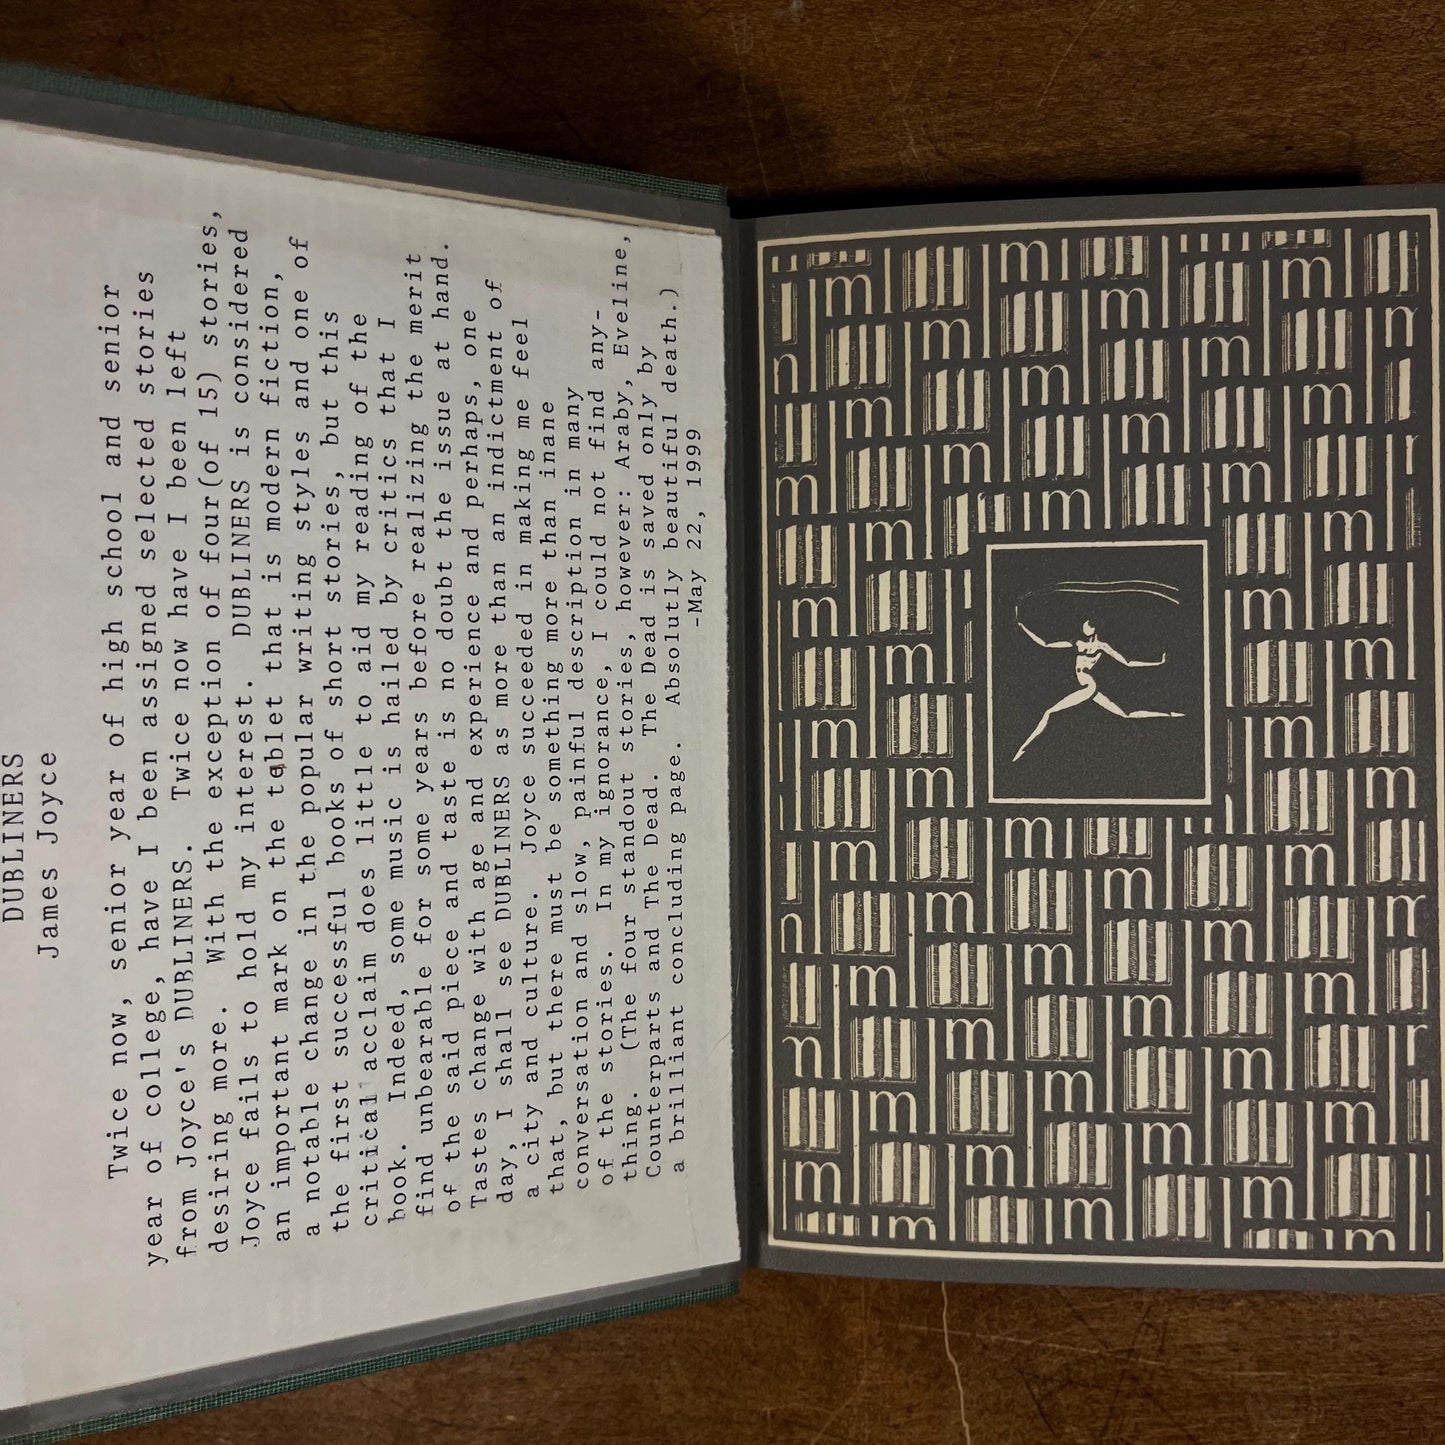 DUBLINERS
James Joyce
Twice now, senior year of high school and senior
year of college, have I been assigned selected stories
from Joyce's DUBLINERS. Twice now have I been left
desiring more. With the exception of four(of 15) stories,
Joyce fails to hold my interest. DUBLINERS is considered
an important mark on the tablet that is modern fiction,
a notable change in the popular writing styles and one of
the first successful books of short stories, but this
critical acclaim does little to aid my reading of the
book. Indeed, some music is hailed by critics that I
find unbearable for some years before realizing the merit
of the said piece and taste is no doubt the issue at hand.
Tastes change with age and experience and perhaps, one
day, I shall see DUBLINERS as more than an indictment of
a city and culture. Joyce succeeded in making me feel
that, but there must be something more than inane
conversation and slow, painful description in many
of the stories. In my ignorance, I could not find any-
thing. (The four standout stories, however: Araby, Eveline,
Counterparts and The Dead. The Dead is saved only by
a brilliant concluding page. Absolutly beautiful death.)
-May 22, 1999